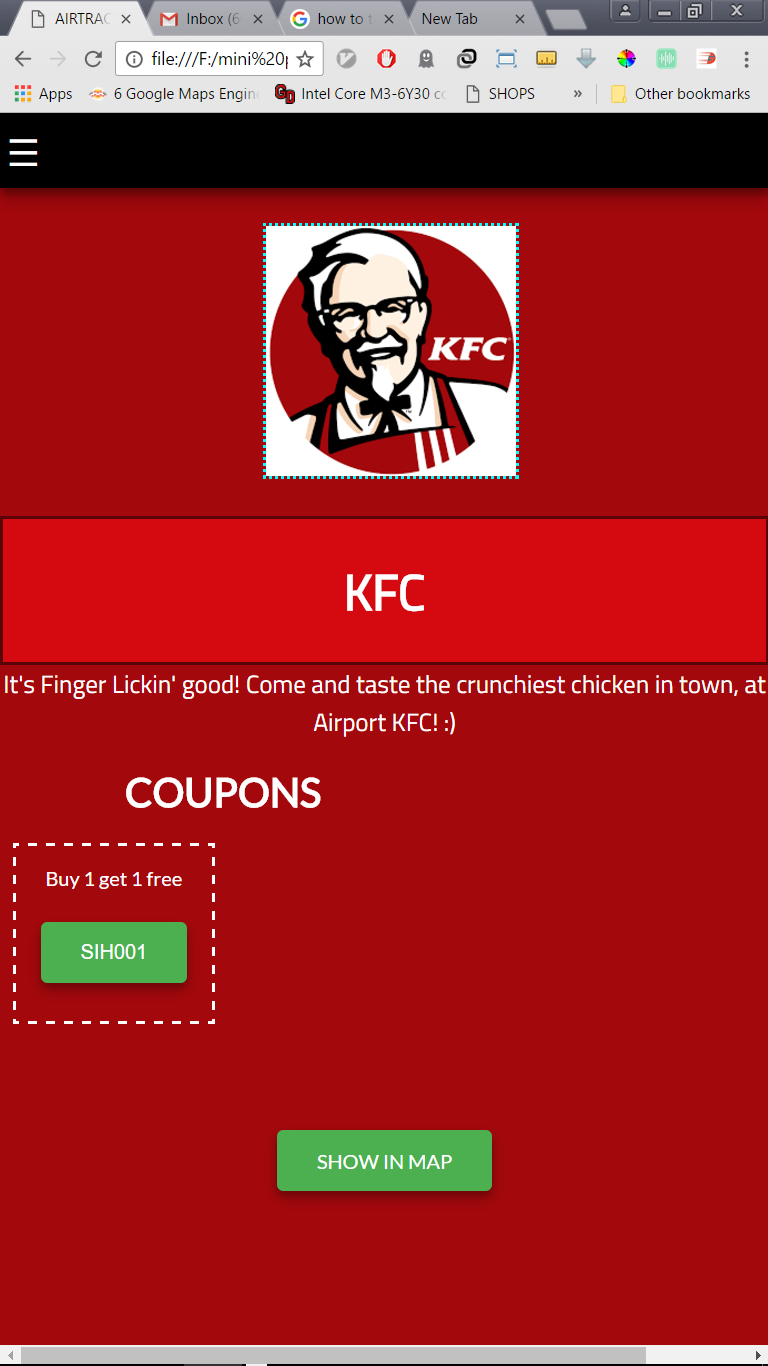 AIRTRAC
Inbox (6
how to t
New Tab
file:///F:/mini%20p
Apps
6 Google Maps Engin
Intel Core M3-6Y30 co
SHOPS
»
Other bookmarks
KFC
KFC
It's Finger Lickin' good! Come and taste the crunchiest chicken in town, at
Airport KFC! :)
COUPONS
Buy 1 get 1 free
SIH001
SHOW IN MAP